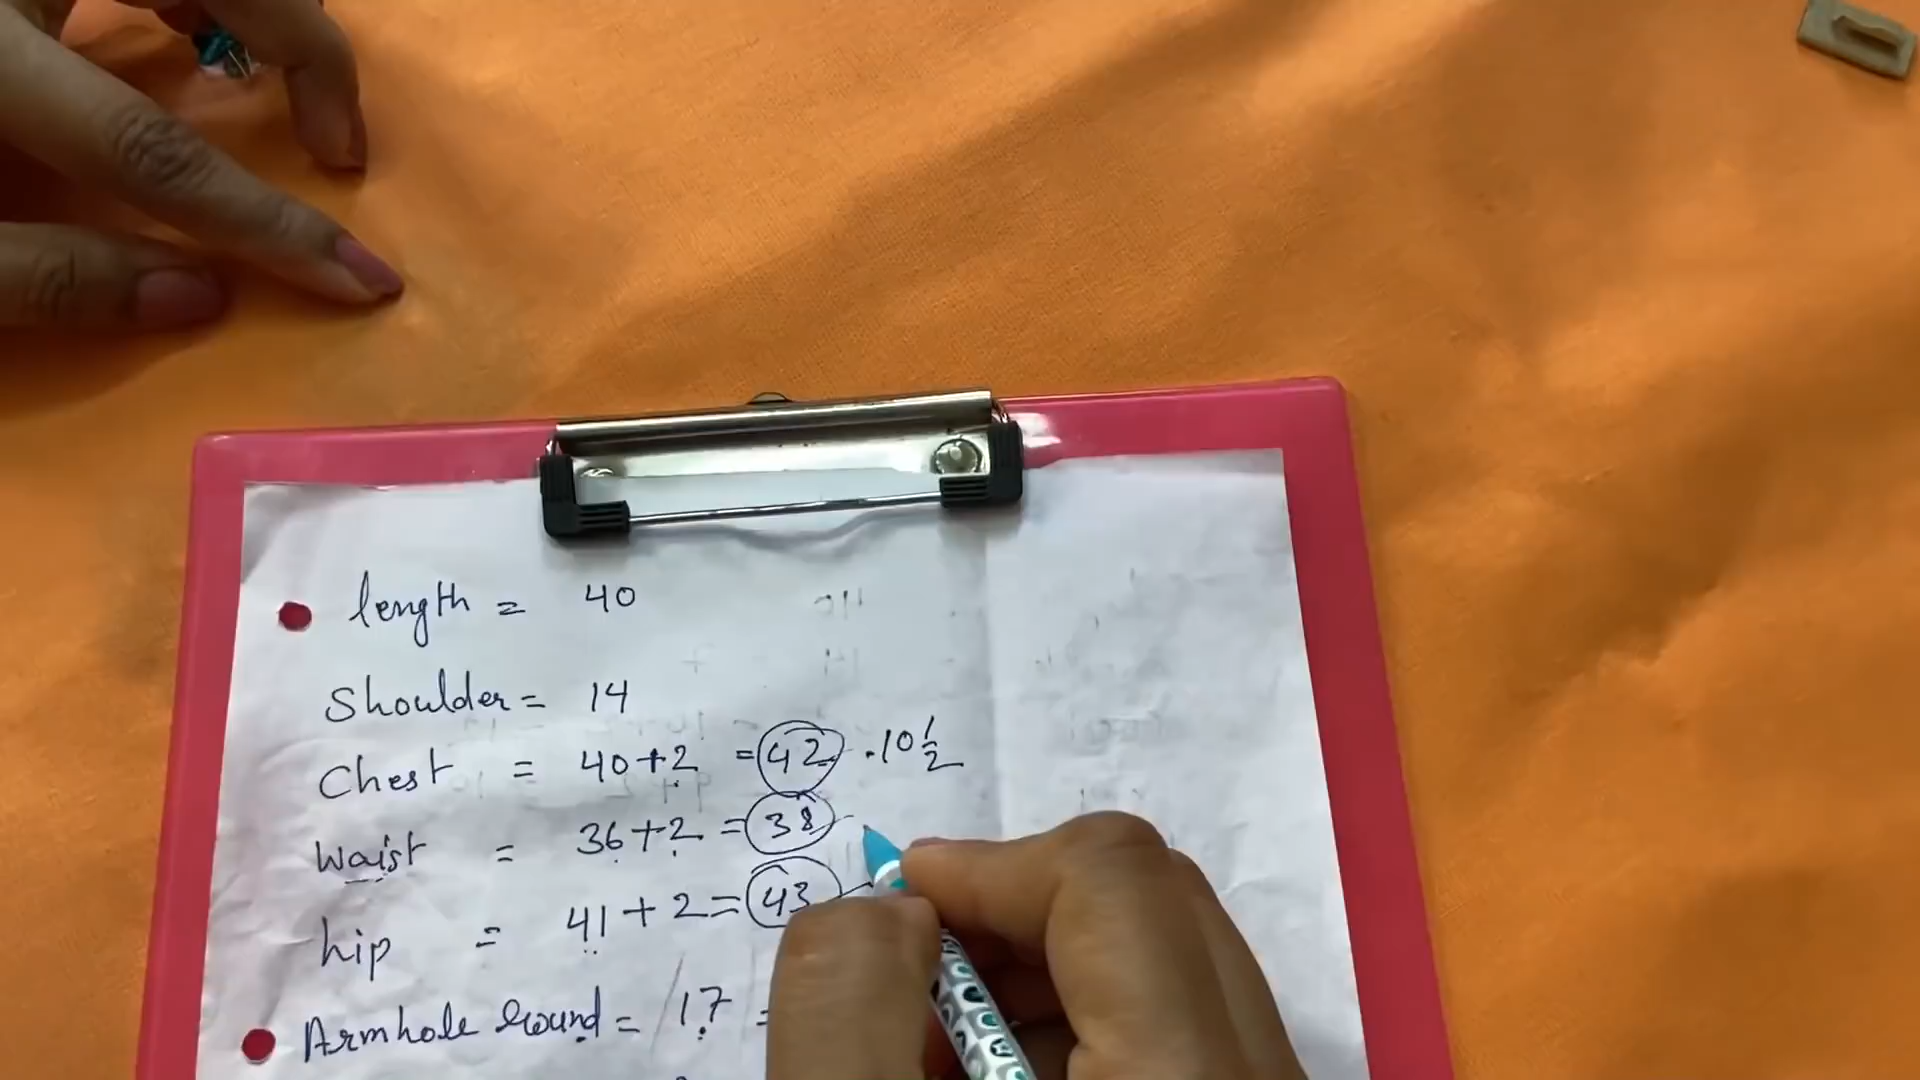 length = 40
Shoulder = 14
Chest = 40+2 = 42 .10 1/2
Waist = 36+2 = 38
hip = 41+2 = 43
Armhole round = 17 =